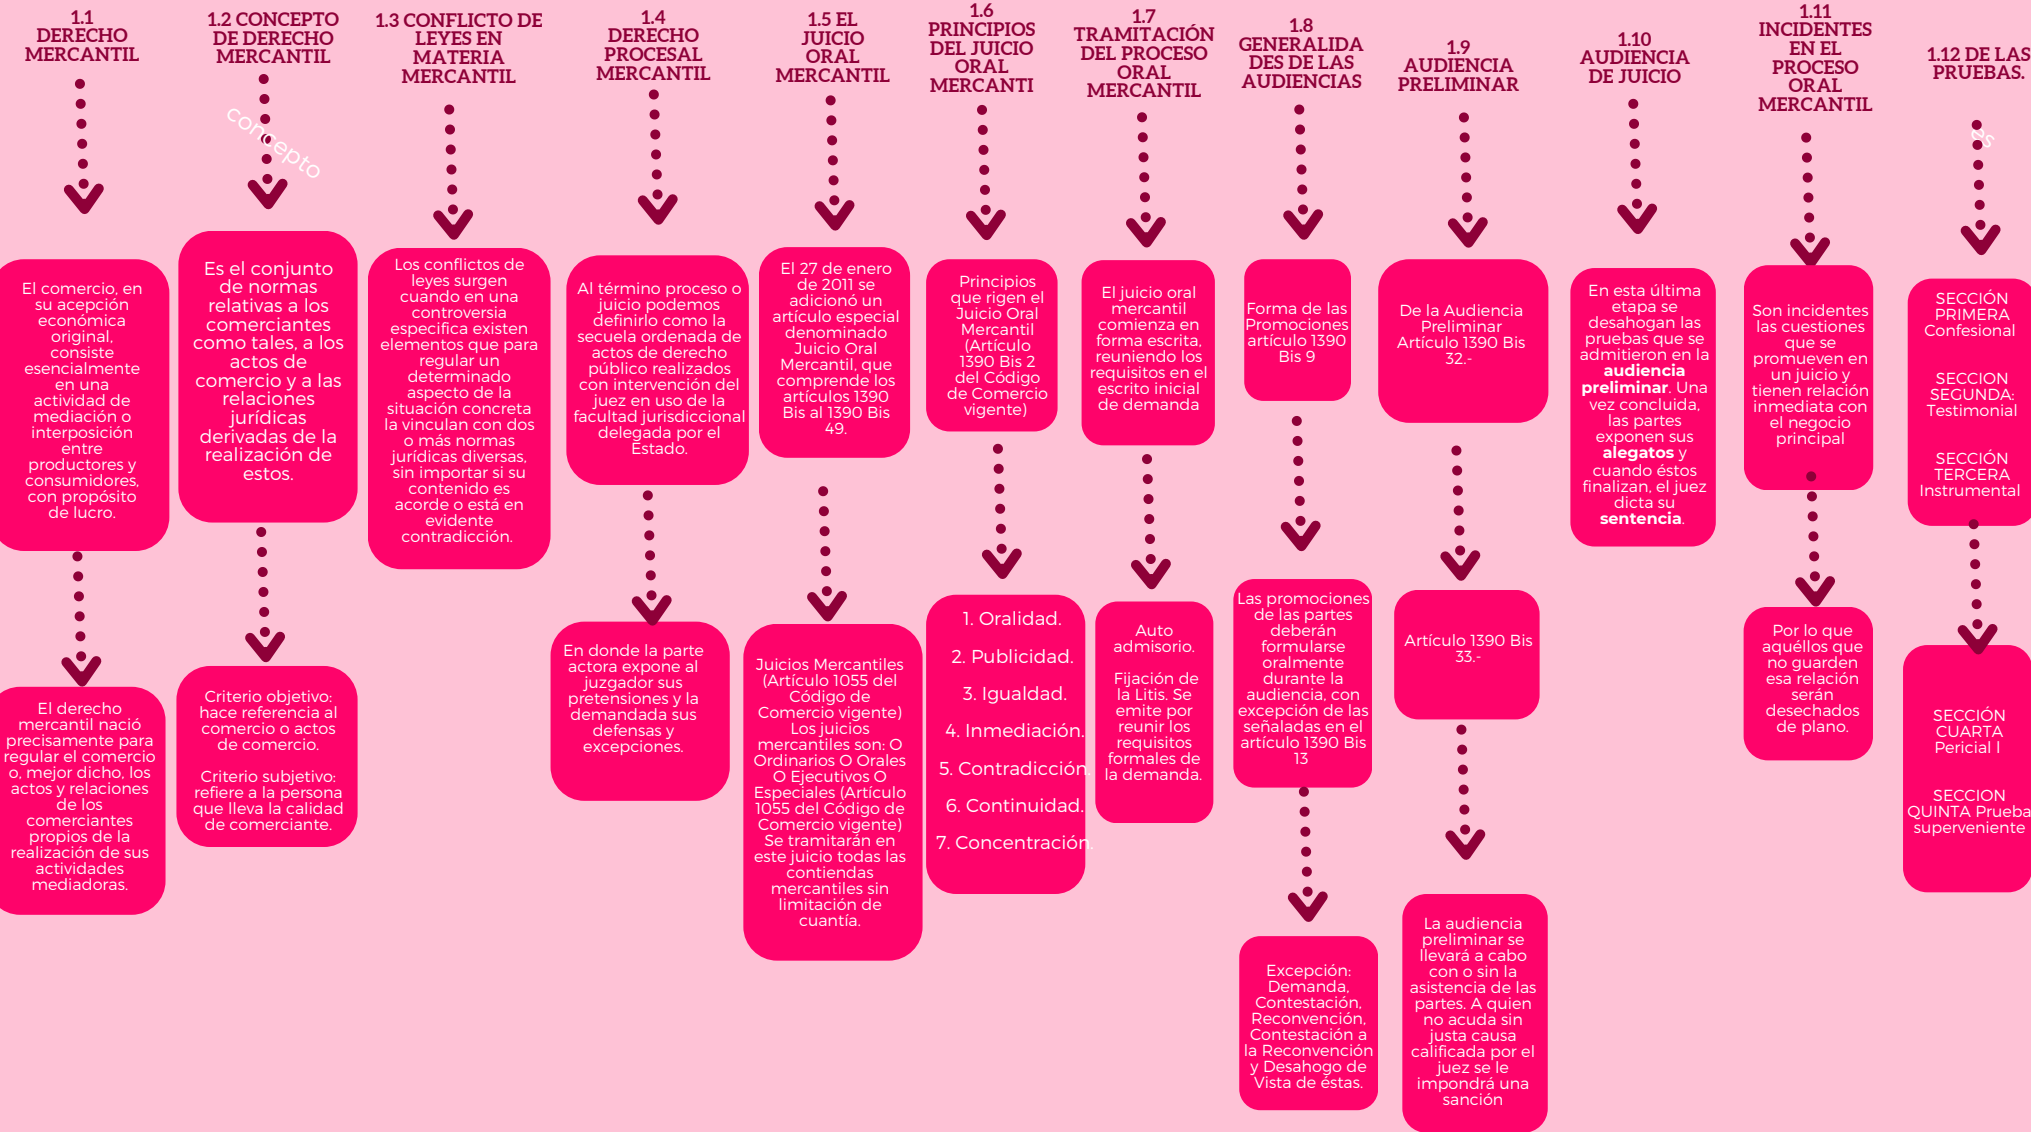 1.1
DERECHO
MERCANTIL
El comercio, en
su acepción
económica
original,
consiste
esencialmente
en una
actividad de
mediación o
interposición
entre
productores y
consumidores,
con propósito
de lucro.
El derecho
mercantil nació
precisamente para
regular el comercio
o, mejor dicho, los
actos y relaciones
de los
comerciantes
propios de la
realización de sus
actividades
mediadoras.
1.2 CONCEPTO
DE DERECHO
MERCANTIL
concepto
Es el conjunto
de normas
relativas a los
comerciantes
como tales, a los
actos de
comercio y a las
relaciones
jurídicas
derivadas de la
realización de
estos.
Criterio objetivo:
hace referencia al
comercio o actos
de comercio.
Criterio subjetivo:
refiere a la persona
que lleva la calidad
de comerciante.
1.3 CONFLICTO DE
LEYES EN
MATERIA
MERCANTIL
Los conflictos de
leyes surgen
cuando en una
controversia
especifica existen
elementos que para
regular un
determinado
aspecto de la
situación concreta
la vinculan con dos
o más normas
jurídicas diversas,
sin importar si su
contenido es
acorde o está en
evidente
contradicción.
1.4
DERECHO
PROCESAL
MERCANTIL
Al término proceso o
juicio podemos
definirlo como la
secuela ordenada de
actos de derecho
público realizados
con intervención del
juez en uso de la
facultad jurisdiccional
delegada por el
Estado.
En donde la parte
actora expone al
juzgador sus
pretensiones y la
demandada sus
defensas y
excepciones.
1.5 EL
JUICIO
ORAL
MERCANTIL
El 27 de enero
de 2011 se
adicionó un
artículo especial
denominado
Juicio Oral
Mercantil, que
comprende los
artículos 1390
Bis al 1390 Bis
49.
Juicios Mercantiles
(Artículo 1055 del
Código de
Comercio vigente)
Los juicios
mercantiles son: O
Ordinarios O Orales
O Ejecutivos O
Especiales (Artículo
1055 del Código de
Comercio vigente)
Se tramitarán en
este juicio todas las
contiendas
mercantiles sin
limitación de
cuantía.
1.6
PRINCIPIOS
DEL JUICIO
ORAL
MERCANTI
Principios
que rigen el
Juicio Oral
Mercantil
(Artículo
1390 Bis 2
del Código
de Comercio
vigente)
1. Oralidad.
2. Publicidad.
3. Igualdad.
4. Inmediación.
5. Contradicción.
6. Continuidad.
7. Concentración.
1.7
TRAMITACIÓN
DEL PROCESO
ORAL
MERCANTIL
El juicio oral
mercantil
comienza en
forma escrita,
reuniendo los
requisitos en el
escrito inicial
de demanda
Auto
admisorio.
Fijación de
la Litis. Se
emite por
reunir los
requisitos
formales de
la demanda.
1.8
GENERALIDA
DES DE LAS
AUDIENCIAS
Forma de las
Promociones
artículo 1390
Bis 9
Las promociones
de las partes
deberán
formularse
oralmente
durante la
audiencia, con
excepción de las
señaladas en el
artículo 1390 Bis
13
Excepción:
Demanda,
Contestación,
Reconvención,
Contestación a
la Reconvención
y Desahogo de
Vista de éstas.
1.9
AUDIENCIA
PRELIMINAR
De la Audiencia
Preliminar
Artículo 1390 Bis
32.-
Artículo 1390 Bis
33.-
La audiencia
preliminar se
llevará a cabo
con o sin la
asistencia de las
partes. A quien
no acuda sin
justa causa
calificada por el
juez se le
impondrá una
sanción
1.10
AUDIENCIA
DE JUICIO
En esta última
etapa se
desahogan las
pruebas que se
admitieron en la
audiencia
preliminar. Una
vez concluida,
las partes
exponen sus
alegatos y
cuando éstos
finalizan, el juez
dicta su
sentencia.
1.11
INCIDENTES
EN EL
PROCESO
ORAL
MERCANTIL
Son incidentes
las cuestiones
que se
promueven en
un juicio y
tienen relación
inmediata con
el negocio
principal
Por lo que
aquéllos que
no guarden
esa relación
serán
desechados
de plano.
1.12 DE LAS
PRUEBAS.
es
SECCIÓN
PRIMERA
Confesional
SECCION
SEGUNDA:
Testimonial
SECCIÓN
TERCERA
Instrumental
SECCIÓN
CUARTA
Pericial l
SECCION
QUINTA Prueba
superveniente